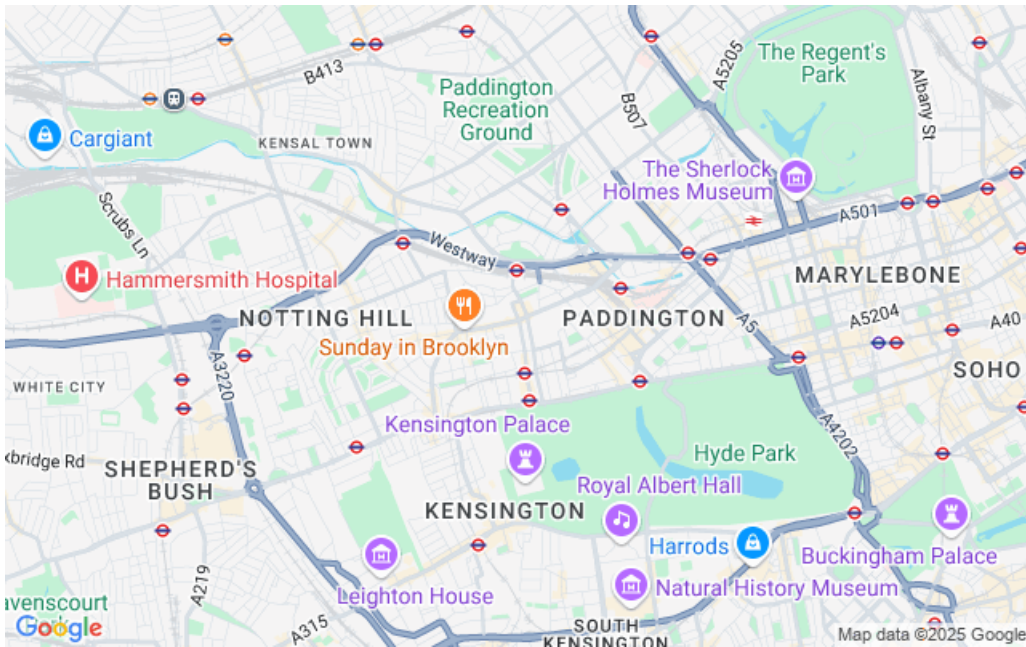 The Regent's
Park
A5205
Albany St
B413
Paddington
Recreation
Ground
B507
Cargiant
KENSAL TOWN
The Sherlock
Holmes Museum
A501
Scrubs Ln
Westway
Hammersmith Hospital
MARYLEBONE
NOTTING HILL
PADDINGTON
A5
A5204
A40
Sunday in Brooklyn
A3220
WHITE CITY
SOHO
Kensington Palace
A4202
Hyde Park
xbridge Rd
SHEPHERD'S
BUSH
Royal Albert Hall
KENSINGTON
Harrods
Buckingham Palace
A219
Leighton House
Natural History Museum
avenscourt
Google
A315
SOUTH
KENSINGTON
Map data ©2025 Google